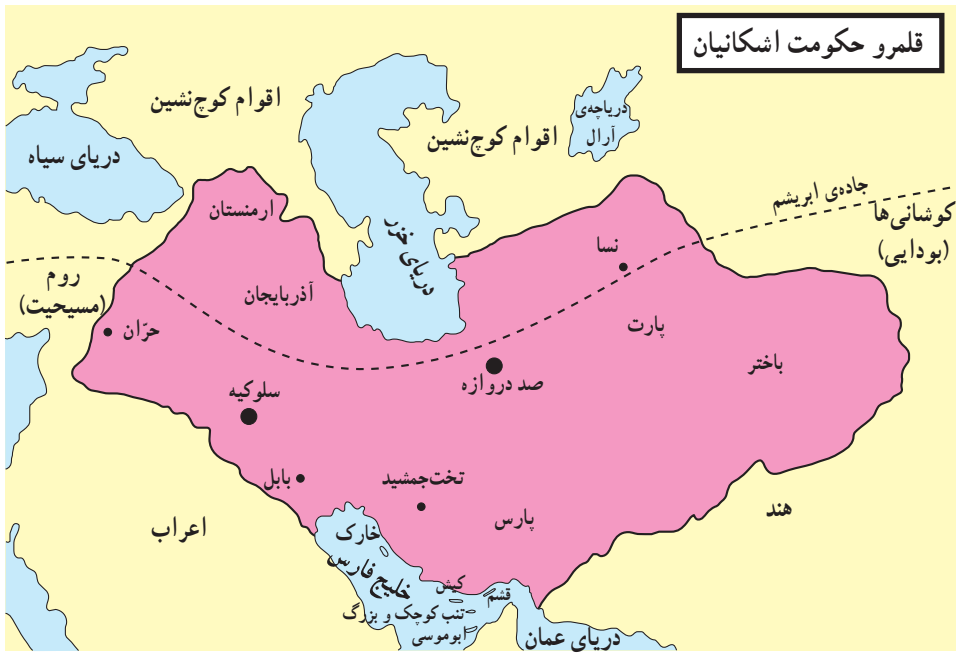 قلمرو حکومت اشکانیان
اقوام کوچ‌نشین
دریاچه‌ی
آرال
اقوام کوچ‌نشین
دریای سیاه
جاده‌ی ابریشم
کوشانی‌ها
(بودایی)
ارمنستان
نسا
دریای خزر
روم
(مسیحیت)
آذربایجان
حرّان
پارت
باختر
صد دروازه
سلوکیه
بابل
تخت‌جمشید
پارس
هند
اعراب
خارک
خلیج فارس
کیش
قشم
تنب کوچک و بزرگ
ابوموسی
دریای عمان